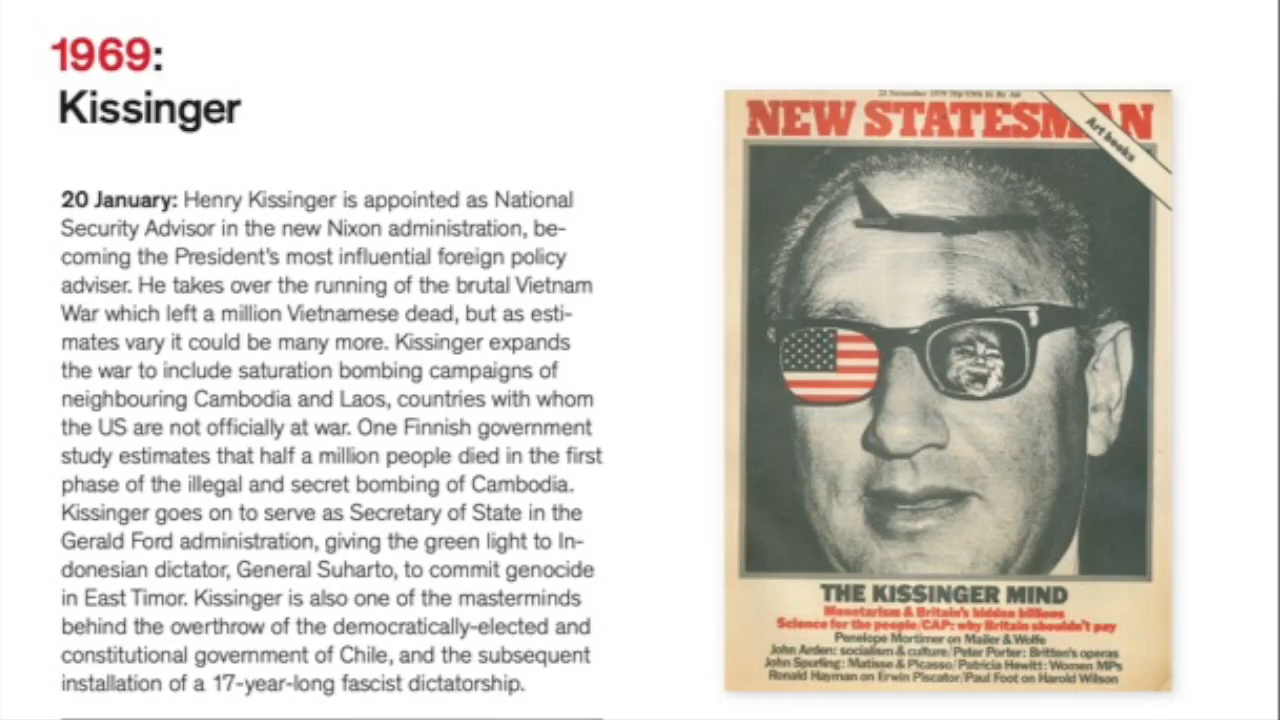 1969:
Kissinger
20 January: Henry Kissinger is appointed as National
Security Advisor in the new Nixon administration, be-
coming the President's most influential foreign policy
adviser. He takes over the running of the brutal Vietnam
War which left a million Vietnamese dead, but as esti-
mates vary it could be many more. Kissinger expands
the war to include saturation bombing campaigns of
neighbouring Cambodia and Laos, countries with whom
the US are not officially at war. One Finnish government
study estimates that half a million people died in the first
phase of the illegal and secret bombing of Cambodia.
Kissinger goes on to serve as Secretary of State in the
Gerald Ford administration, giving the green light to In-
donesian dictator, General Suharto, to commit genocide
in East Timor. Kissinger is also one of the masterminds
behind the overthrow of the democratically-elected and
constitutional government of Chile, and the subsequent
installation of a 17-year-long fascist dictatorship.
NEW STATESMAN
Art books
THE KISSINGER MIND
Monetarism & Britain's hidden billions
Science for the people/CAP: why Britain shouldn't pay
Penelope Mortimer on Mailer & Wolfe
John Arden: socialism & culture/Peter Porter: Britten's operas
John Spurling: Matisse & Picasso/Patricia Hewitt: Women MPs
Ronald Hayman on Erwin Piscator/Paul Foot on Harold Wilson